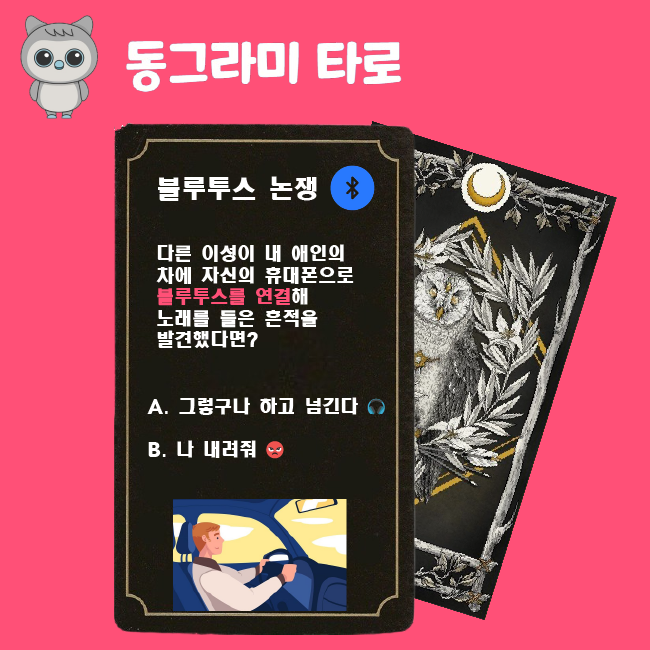 동그라미 타로
블루투스 논쟁
다른 이성이 내 애인의
차에 자신의 휴대폰으로
블루투스를 연결해
노래를 들은 흔적을
발견했다면?
A. 그렇구나 하고 넘긴다 🎧
B. 나 내려줘 😡